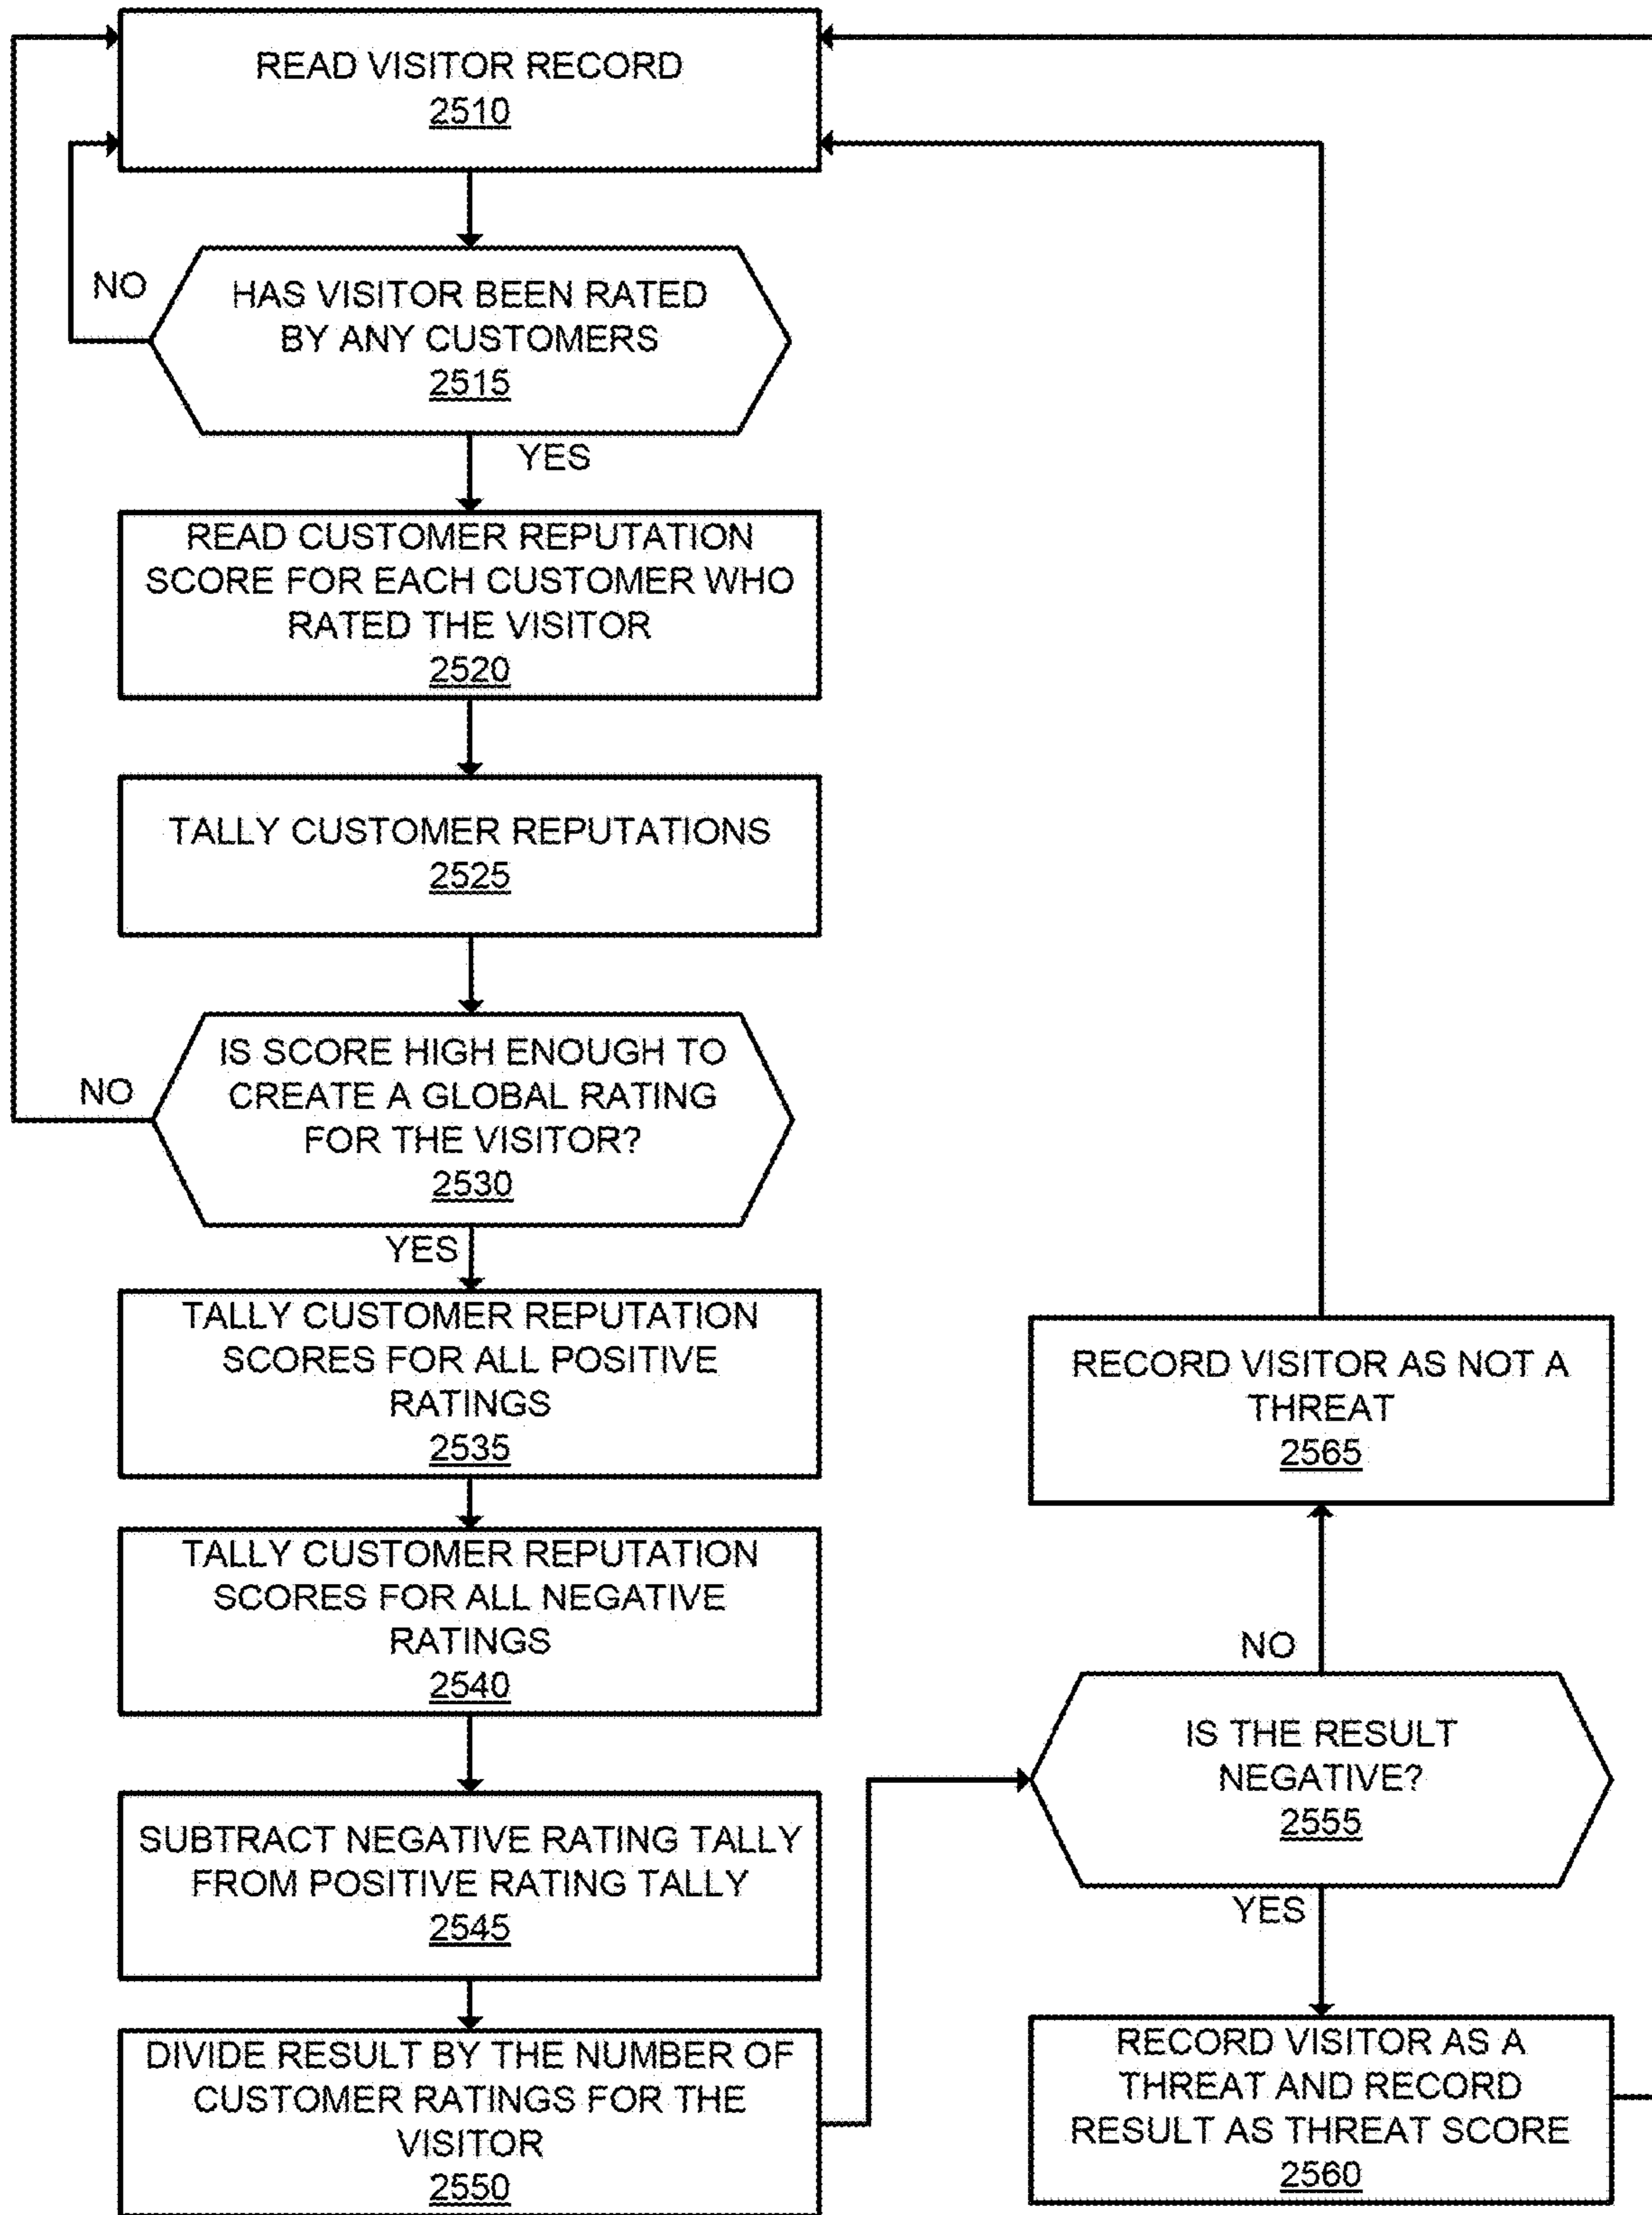 READ VISITOR RECORD
2510
NO
HAS VISITOR BEEN RATED
BY ANY CUSTOMERS
2515
YES
READ CUSTOMER REPUTATION
SCORE FOR EACH CUSTOMER WHO
RATED THE VISITOR
2520
TALLY CUSTOMER REPUTATIONS
2525
NO
IS SCORE HIGH ENOUGH TO
CREATE A GLOBAL RATING
FOR THE VISITOR?
2530
YES
TALLY CUSTOMER REPUTATION
SCORES FOR ALL POSITIVE
RATINGS
2535
TALLY CUSTOMER REPUTATION
SCORES FOR ALL NEGATIVE
RATINGS
2540
SUBTRACT NEGATIVE RATING TALLY
FROM POSITIVE RATING TALLY
2545
DIVIDE RESULT BY THE NUMBER OF
CUSTOMER RATINGS FOR THE
VISITOR
2550
RECORD VISITOR AS NOT A
THREAT
2565
NO
IS THE RESULT
NEGATIVE?
2555
YES
RECORD VISITOR AS A
THREAT AND RECORD
RESULT AS THREAT SCORE
2560